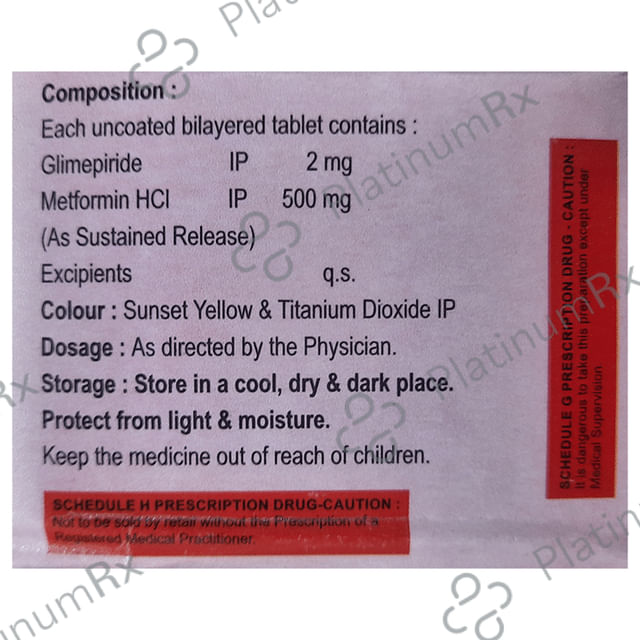 Composition :
Each uncoated bilayered tablet contains :
Glimepiride IP 2 mg
Metformin HCl IP 500 mg
(As Sustained Release)
Excipients q.s.
Colour : Sunset Yellow & Titanium Dioxide IP
Dosage : As directed by the Physician.
Storage : Store in a cool, dry & dark place.
Protect from light & moisture.
Keep the medicine out of reach of children.
SCHEDULE H PRESCRIPTION DRUG-CAUTION :
Not to be sold by retail without the Prescription of a
Registered Medical Practitioner.
SCHEDULE G PRESCRIPTION DRUG - CAUTION :
It is dangerous to take this preparation except under
Medical Supervision
PlatinumRx
PlatinumRx
PlatinumRx